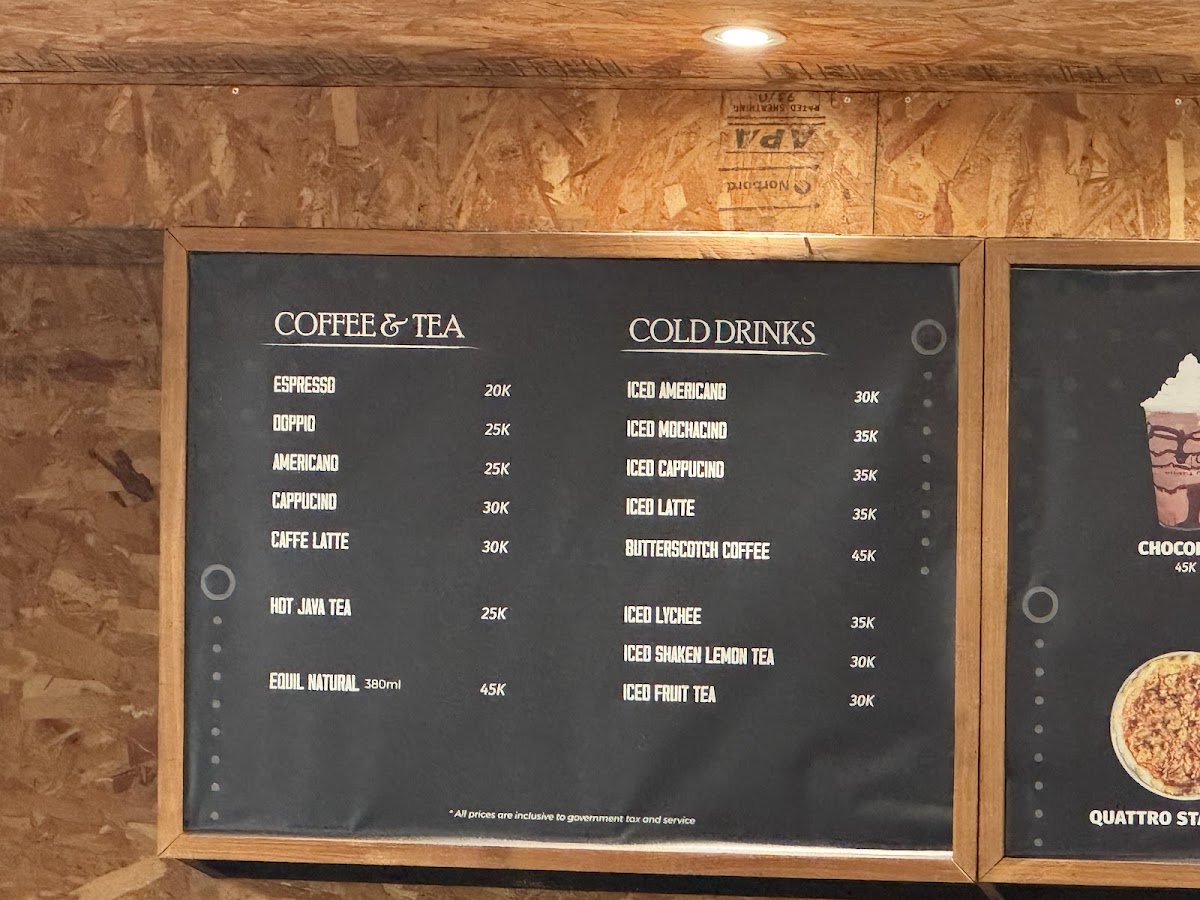 RATED SHEATHING
APA
Norbord
COFFEE & TEA
ESPRESSO 20K
DOPPIO 25K
AMERICANO 25K
CAPPUCINO 30K
CAFFE LATTE 30K
HOT JAVA TEA 25K
EQUIL NATURAL 380ml 45K
COLD DRINKS
ICED AMERICANO 30K
ICED MOCHACINO 35K
ICED CAPPUCINO 35K
ICED LATTE 35K
BUTTERSCOTCH COFFEE 45K
ICED LYCHEE 35K
ICED SHAKEN LEMON TEA 30K
ICED FRUIT TEA 30K
* All prices are inclusive to government tax and service
45K
QUATTRO